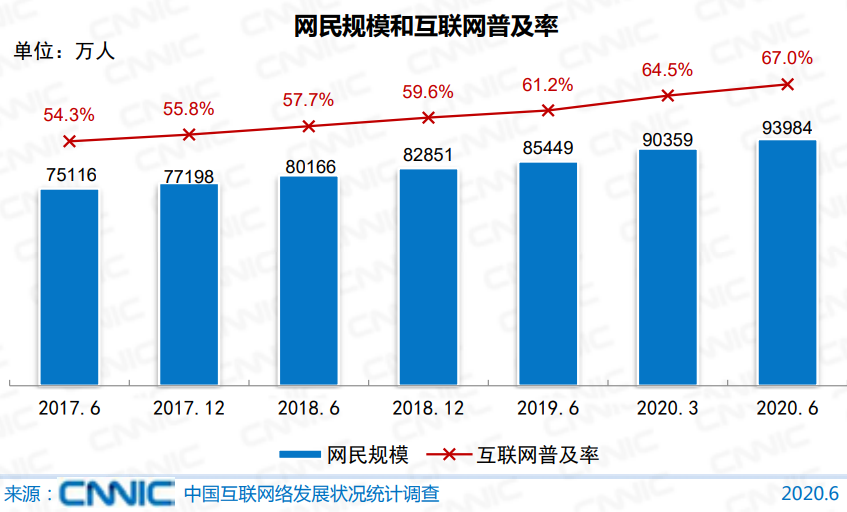 网民规模和互联网普及率
单位：万人
54.3% 55.8% 57.7% 59.6% 61.2% 64.5% 67.0%
75116 77198 80166 82851 85449 90359 93984
2017.6 2017.12 2018.6 2018.12 2019.6 2020.3 2020.6
网民规模 互联网普及率
来源：CNNIC 中国互联网络发展状况统计调查 2020.6